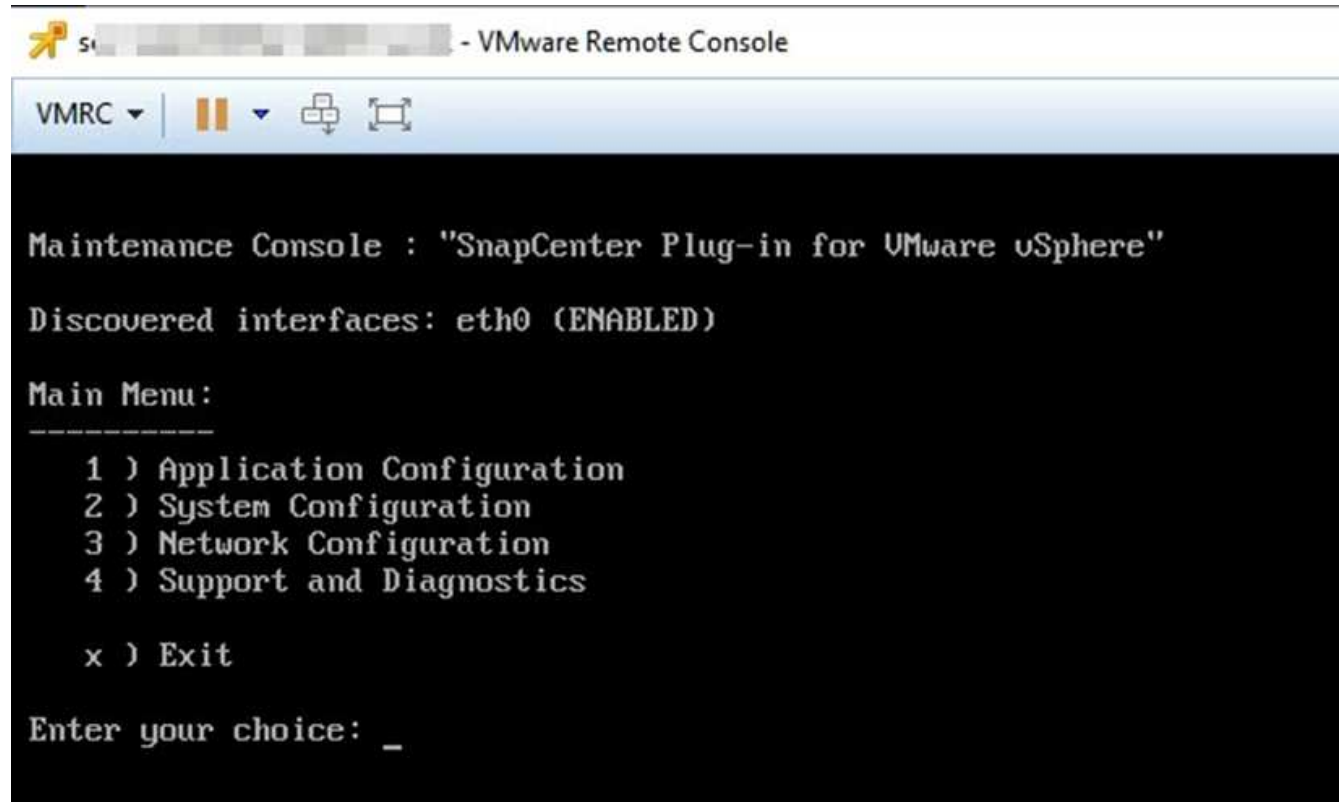 - VMware Remote Console
VMRC
Maintenance Console : "SnapCenter Plug-in for VMware vSphere"
Discovered interfaces: eth0 (ENABLED)
Main Menu:
----------
1 ) Application Configuration
2 ) System Configuration
3 ) Network Configuration
4 ) Support and Diagnostics
x ) Exit
Enter your choice: _